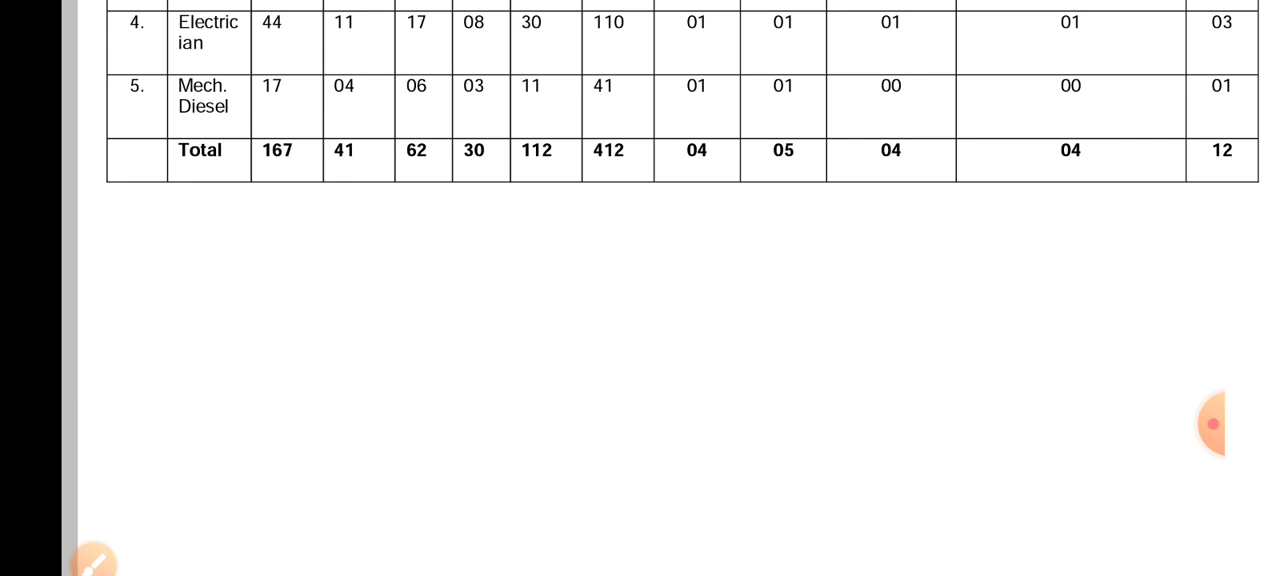 4. Electric 44 11 17 08 30 110 01 01 01 01 03
ian
5. Mech. 17 04 06 03 11 41 01 01 00 00 01
Diesel
Total 167 41 62 30 112 412 04 05 04 04 12